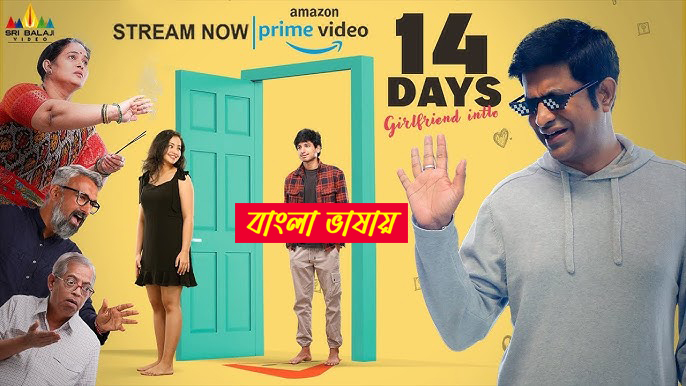 SRI BALAJI
VIDEO
STREAM NOW
amazon
prime video
14
DAYS
Girlfriend intlo
বাংলা ভাষায়